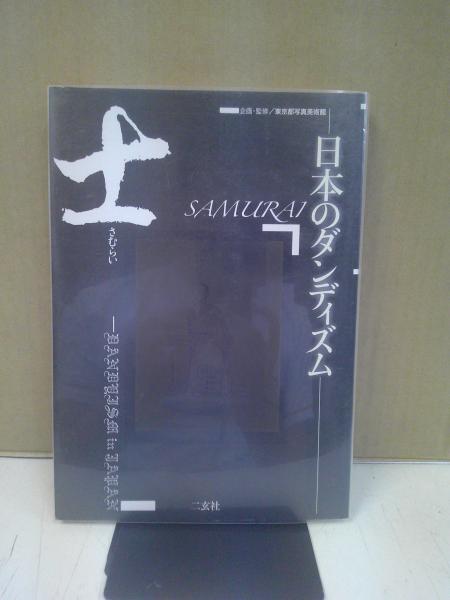 企画・監修／東京都写真美術館
士
さむらい
SAMURAI
日本のダンディズム
DANDYISM in JAPAN
二玄社